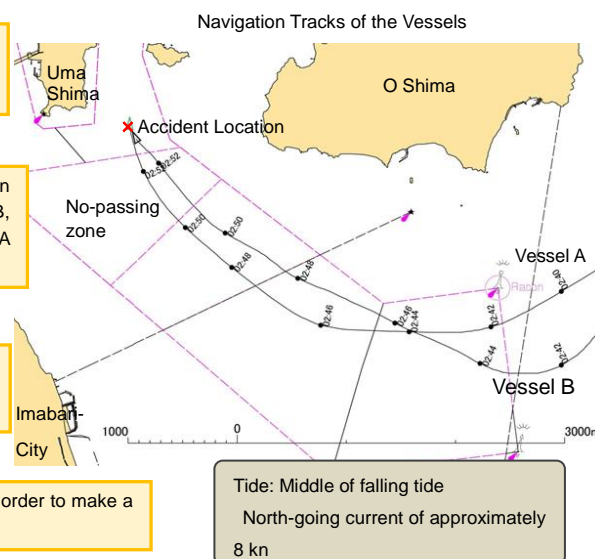 Navigation Tracks of the Vessels
Uma
Shima
O Shima
Accident Location
02:52
n
B,
A
No-passing
zone
02:50
02:50
02:48
02:48
02:46
02:46
02:44
02:44
02:42
02:42
02:40
Vessel A
Racon
Vessel B
Imabari-
City
1000
0
3000m
order to make a
Tide: Middle of falling tide
North-going current of approximately
8 kn